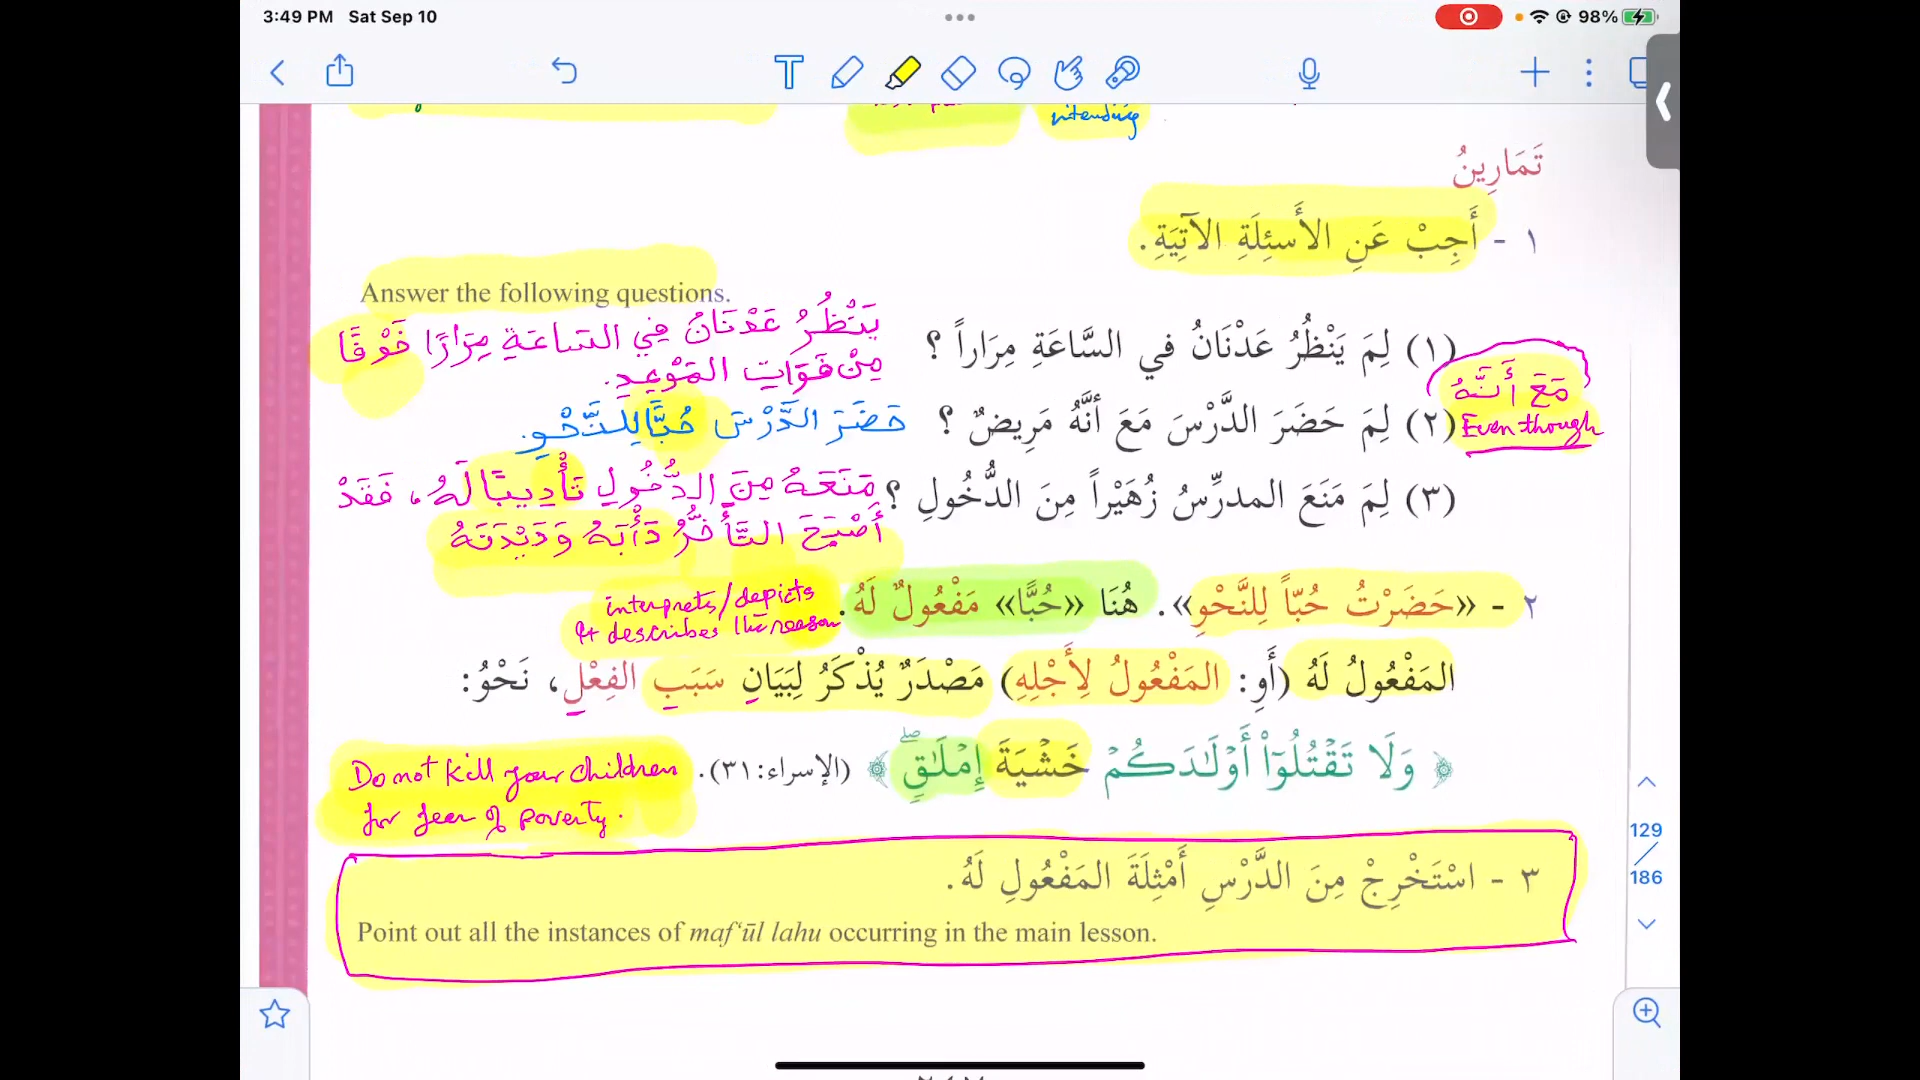 3:49 PM Sat Sep 10
98%
intending
تَمَارِينُ
١ - أَجِبْ عَنِ الأَسئِلَةِ الآتِيَةِ.
Answer the following questions.
(١) لِمَ يَنْظُرُ عَدْنَانُ في السَّاعَةِ مِرَاراً ؟
يَنْظُرُ عَدْنَانُ فِي السَّاعَةِ مِرَارًا خَوْفًا
مِنْ فَوَاتِ المَوْعِدِ.
مَعَ أَنَّهُ
Even though
(٢) لِمَ حَضَرَ الدَّرْسَ مَعَ أَنَّهُ مَرِيضٌ ؟
حَضَرَ الدَّرْسَ حُبًّا لِلنَّحْوِ.
(٣) لِمَ مَنَعَ المدرِّسُ زُهَيْراً مِنَ الدُّخُولِ ؟
مَنَعَهُ مِنَ الدُّخُولِ تَأْدِيبًا لَهُ، فَقَدْ
أَصْبَحَ التَّأَخُّرُ دَأْبَهُ وَدَيْدَنَهُ
٢ - «حَضَرْتُ حُبّاً لِلنَّحْوِ». هُنَا «حُبًّا» مَفْعُولٌ لَهُ.
interprets/depicts
& describes the reason
المَفْعُولُ لَهُ (أَوِ: المَفْعُولُ لِأَجْلِهِ) مَصْدَرٌ يُذْكَرُ لِبَيَانِ سَبَبِ الفِعْلِ، نَحْوُ:
﴿ وَلَا تَقْتُلُوٓا۟ أَوْلَـٰدَكُمْ خَشْيَةَ إِمْلَـٰقٍ ۖ ﴾ (الإسراء:٣١).
Do not kill your children
for fear of poverty.
٣ - اسْتَخْرِجْ مِنَ الدَّرْسِ أَمْثِلَةَ المَفْعُولِ لَهُ.
Point out all the instances of maf‘ūl lahu occurring in the main lesson.
129
/
186